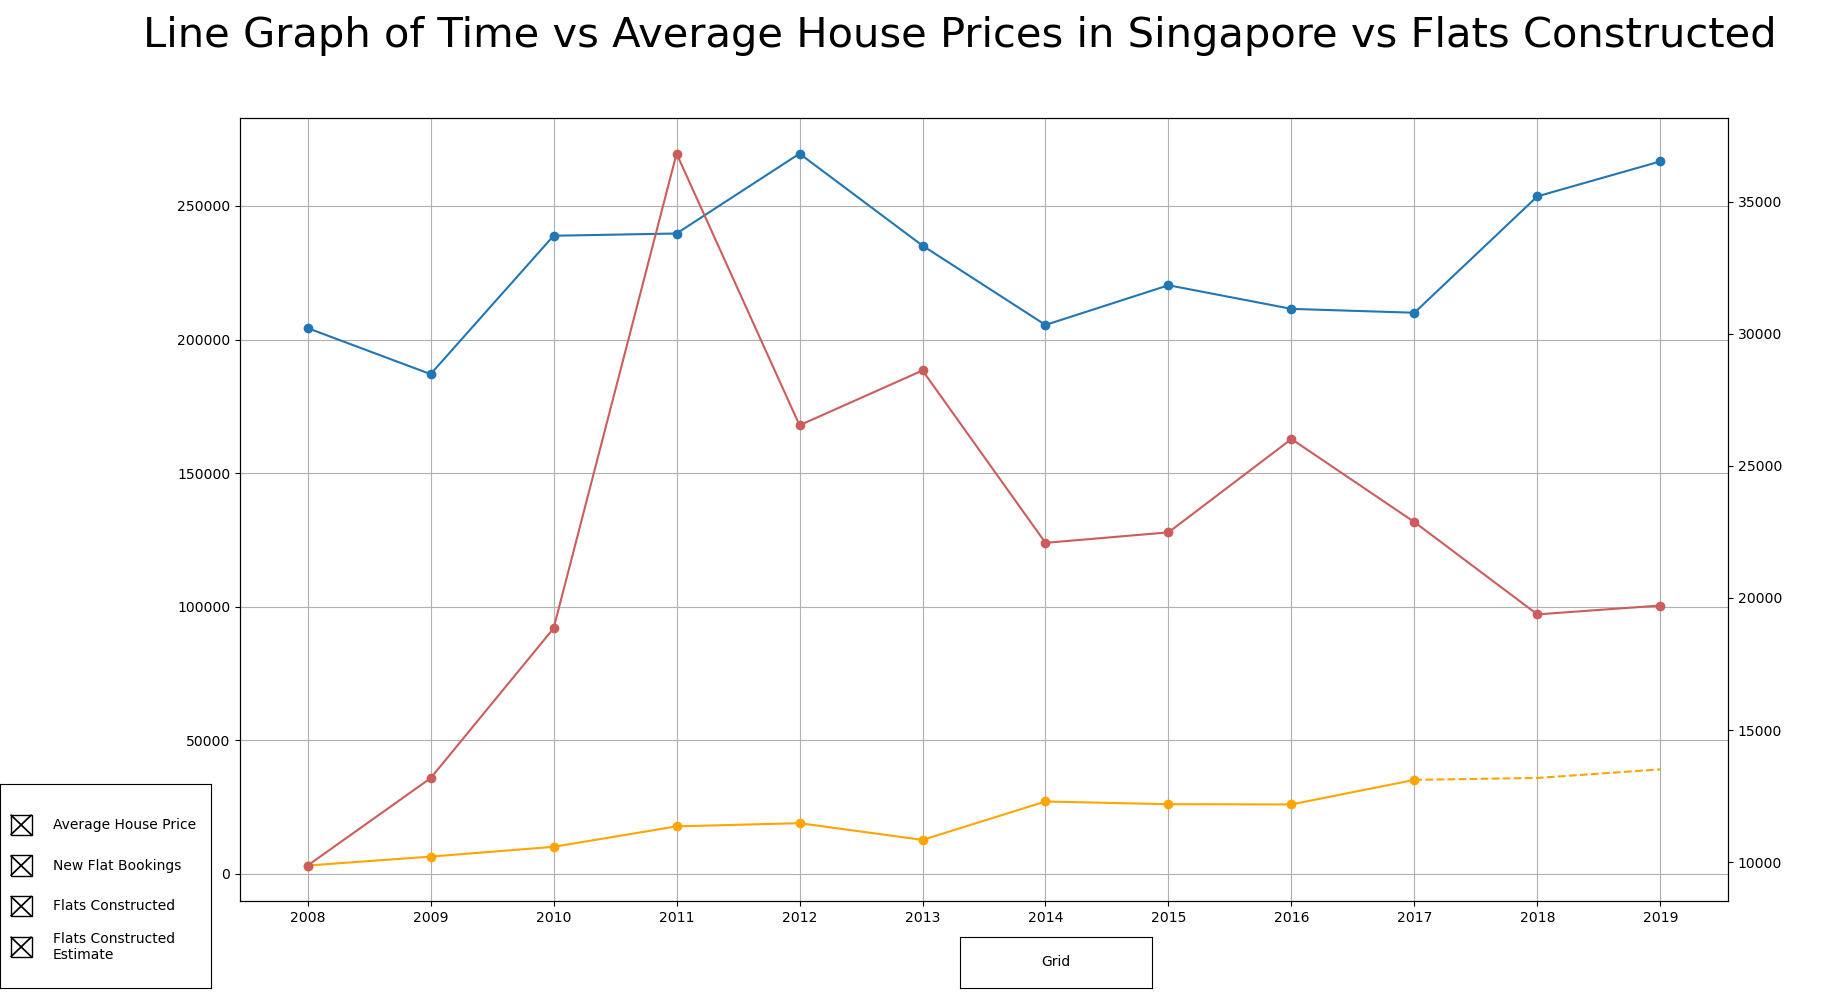 Line Graph of Time vs Average House Prices in Singapore vs Flats Constructed
250000
200000
150000
100000
50000
0
35000
30000
25000
20000
15000
10000
2008 2009 2010 2011 2012 2013 2014 2015 2016 2017 2018 2019
Average House Price
New Flat Bookings
Flats Constructed
Flats Constructed
Estimate
Grid